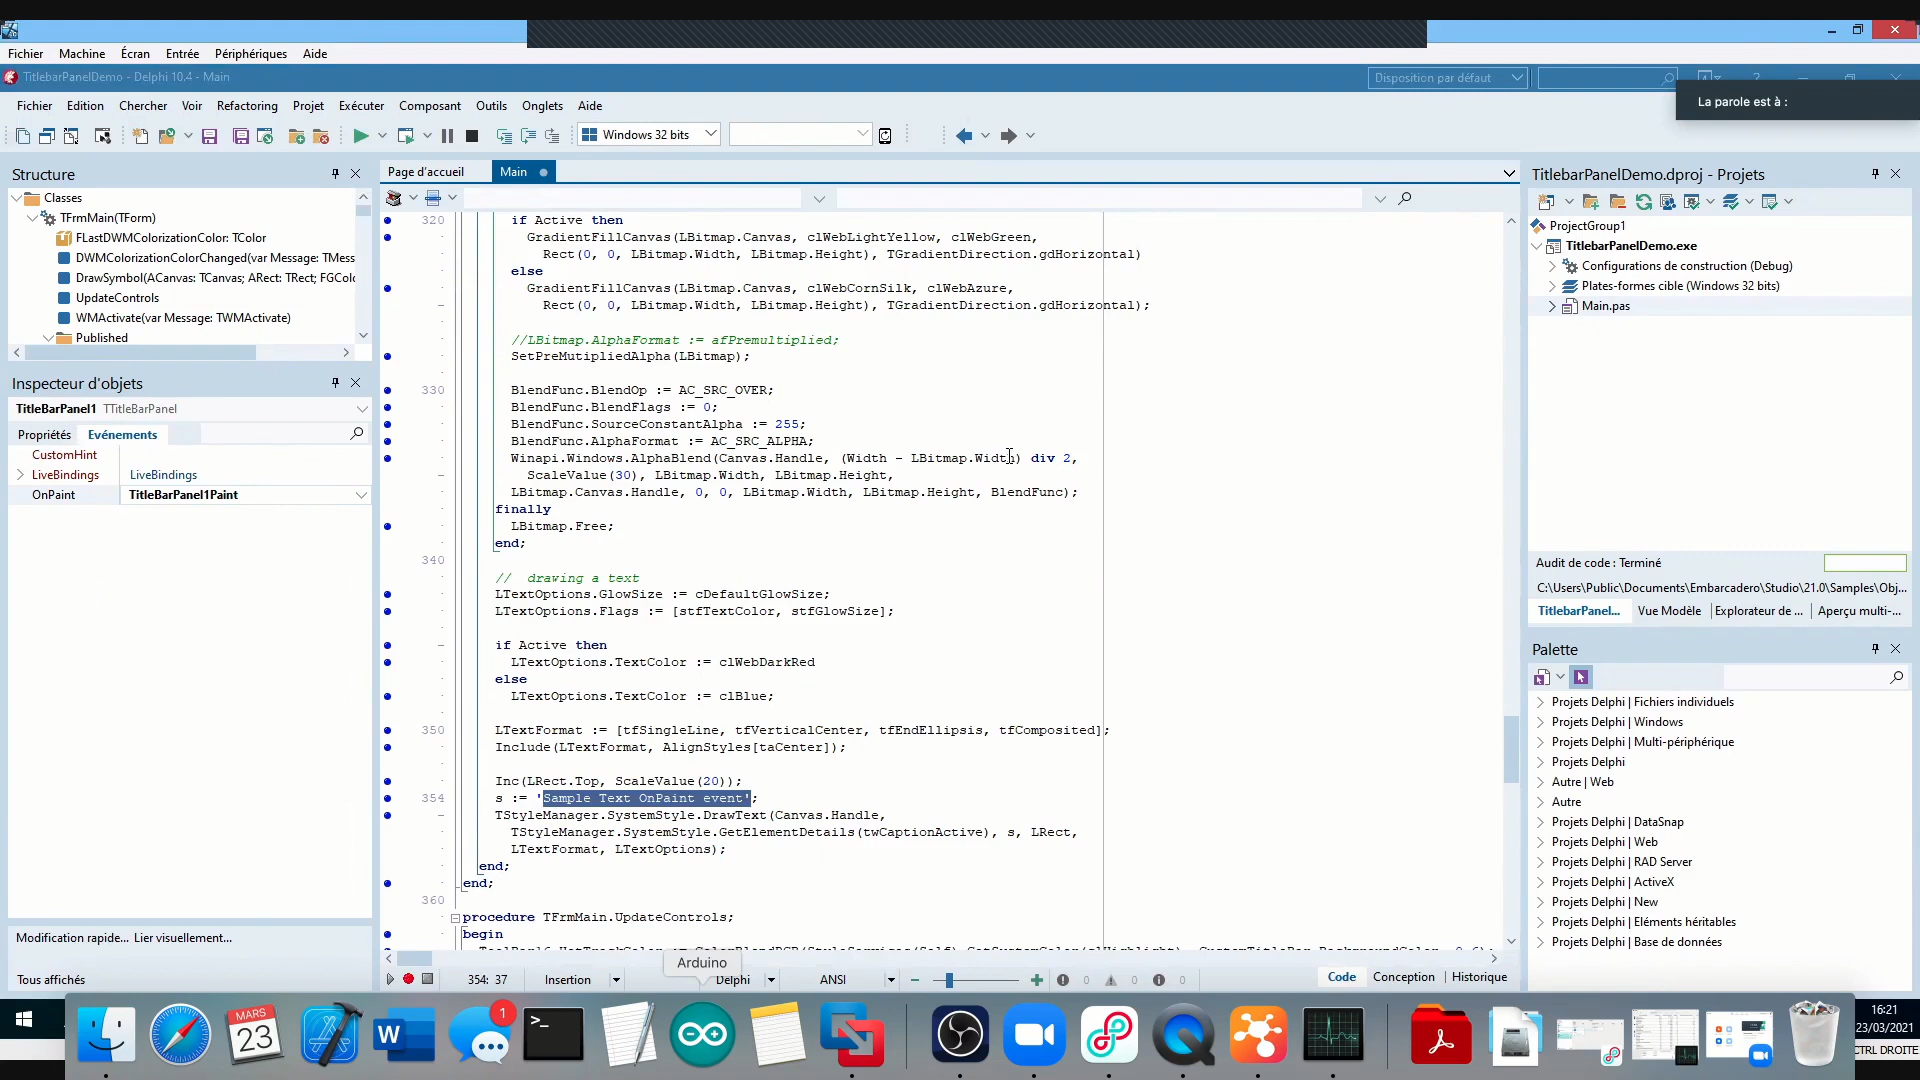 Fichier Machine Écran Entrée Périphériques Aide
TitlebarPanelDemo - Delphi 10.4 - Main
Disposition par défaut
La parole est à :
Fichier Edition Chercher Voir Refactoring Projet Exécuter Composant Outils Onglets Aide
Windows 32 bits
Structure
Classes
TFrmMain(TForm)
FLastDWMColorizationColor: TColor
DWMColorizationColorChanged(var Message: TMess
DrawSymbol(ACanvas: TCanvas; ARect: TRect; FGColo
UpdateControls
WMActivate(var Message: TWMActivate)
Published
Inspecteur d'objets
TitleBarPanel1 TTitleBarPanel
Propriétés Evénements
CustomHint
LiveBindings LiveBindings
OnPaint TitleBarPanel1Paint
Modification rapide... Lier visuellement...
Tous affichés
Page d'accueil Main
320 if Active then
GradientFillCanvas(LBitmap.Canvas, clWebLightYellow, clWebGreen,
Rect(0, 0, LBitmap.Width, LBitmap.Height), TGradientDirection.gdHorizontal)
else
GradientFillCanvas(LBitmap.Canvas, clWebCornSilk, clWebAzure,
Rect(0, 0, LBitmap.Width, LBitmap.Height), TGradientDirection.gdHorizontal);
//LBitmap.AlphaFormat := afPremultiplied;
SetPreMutipliedAlpha(LBitmap);
330 BlendFunc.BlendOp := AC_SRC_OVER;
BlendFunc.BlendFlags := 0;
BlendFunc.SourceConstantAlpha := 255;
BlendFunc.AlphaFormat := AC_SRC_ALPHA;
Winapi.Windows.AlphaBlend(Canvas.Handle, (Width - LBitmap.Width) div 2,
ScaleValue(30), LBitmap.Width, LBitmap.Height,
LBitmap.Canvas.Handle, 0, 0, LBitmap.Width, LBitmap.Height, BlendFunc);
finally
LBitmap.Free;
end;
340
// drawing a text
LTextOptions.GlowSize := cDefaultGlowSize;
LTextOptions.Flags := [stfTextColor, stfGlowSize];
if Active then
LTextOptions.TextColor := clWebDarkRed
else
LTextOptions.TextColor := clBlue;
350 LTextFormat := [tfSingleLine, tfVerticalCenter, tfEndEllipsis, tfComposited];
Include(LTextFormat, AlignStyles[taCenter]);
Inc(LRect.Top, ScaleValue(20));
354 s := 'Sample Text OnPaint event';
TStyleManager.SystemStyle.DrawText(Canvas.Handle,
TStyleManager.SystemStyle.GetElementDetails(twCaptionActive), s, LRect,
LTextFormat, LTextOptions);
end;
end;
360
procedure TFrmMain.UpdateControls;
begin
354: 37 Insertion Delphi ANSI 0 0 0 Code Conception Historique
Arduino
TitlebarPanelDemo.dproj - Projets
ProjectGroup1
TitlebarPanelDemo.exe
Configurations de construction (Debug)
Plates-formes cible (Windows 32 bits)
Main.pas
Audit de code : Terminé
C:\Users\Public\Documents\Embarcadero\Studio\21.0\Samples\Obj...
TitlebarPanel... Vue Modèle Explorateur de ... Aperçu multi-...
Palette
Projets Delphi | Fichiers individuels
Projets Delphi | Windows
Projets Delphi | Multi-périphérique
Projets Delphi
Autre | Web
Autre
Projets Delphi | DataSnap
Projets Delphi | Web
Projets Delphi | RAD Server
Projets Delphi | ActiveX
Projets Delphi | New
Projets Delphi | Eléments héritables
Projets Delphi | Base de données
MARS
23
1
16:21
23/03/2021
CTRL DROITE